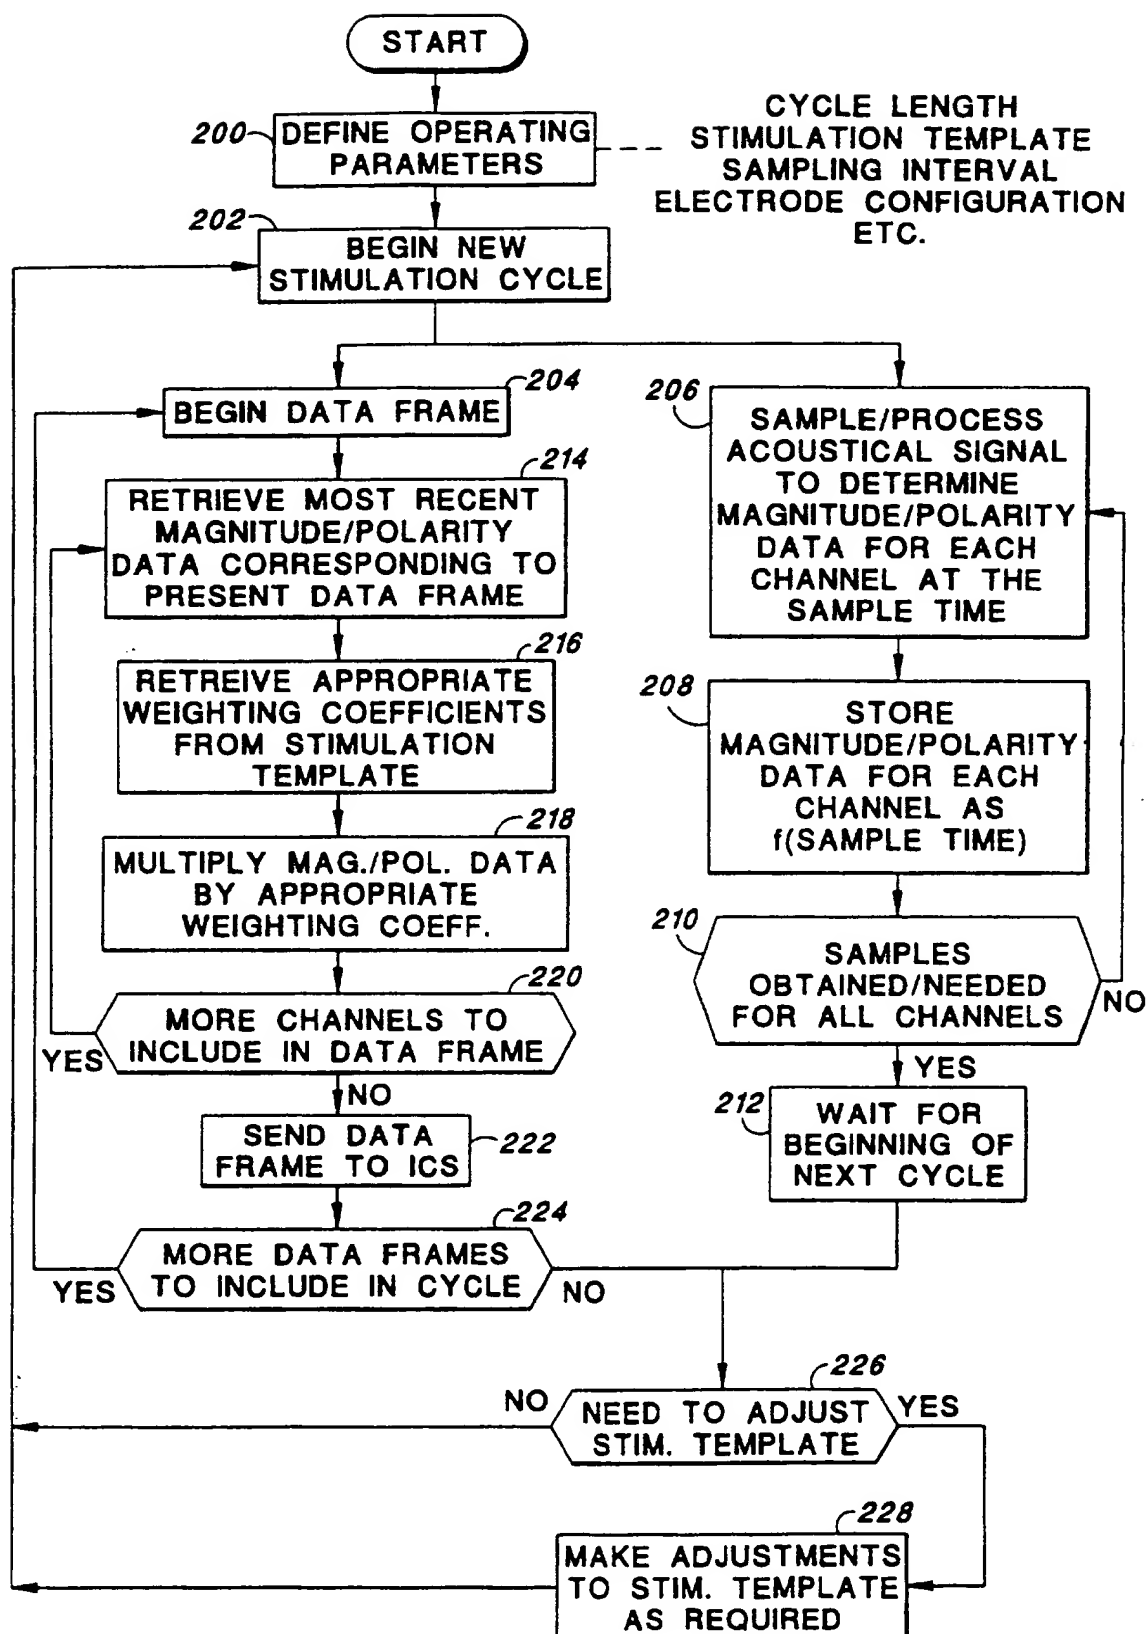 START
200
DEFINE OPERATING
PARAMETERS
CYCLE LENGTH
STIMULATION TEMPLATE
SAMPLING INTERVAL
ELECTRODE CONFIGURATION
ETC.
202
BEGIN NEW
STIMULATION CYCLE
204
BEGIN DATA FRAME
214
RETRIEVE MOST RECENT
MAGNITUDE/POLARITY
DATA CORRESPONDING TO
PRESENT DATA FRAME
216
RETREIVE APPROPRIATE
WEIGHTING COEFFICIENTS
FROM STIMULATION
TEMPLATE
218
MULTIPLY MAG./POL. DATA
BY APPROPRIATE
WEIGHTING COEFF.
220
MORE CHANNELS TO
INCLUDE IN DATA FRAME
YES
NO
SEND DATA
FRAME TO ICS
222
224
MORE DATA FRAMES
TO INCLUDE IN CYCLE
YES
NO
206
SAMPLE/PROCESS
ACOUSTICAL SIGNAL
TO DETERMINE
MAGNITUDE/POLARITY
DATA FOR EACH
CHANNEL AT THE
SAMPLE TIME
208
STORE
MAGNITUDE/POLARITY
DATA FOR EACH
CHANNEL AS
f(SAMPLE TIME)
210
SAMPLES
OBTAINED/NEEDED
FOR ALL CHANNELS
NO
YES
212
WAIT FOR
BEGINNING OF
NEXT CYCLE
226
NO
NEED TO ADJUST
STIM. TEMPLATE
YES
228
MAKE ADJUSTMENTS
TO STIM. TEMPLATE
AS REQUIRED